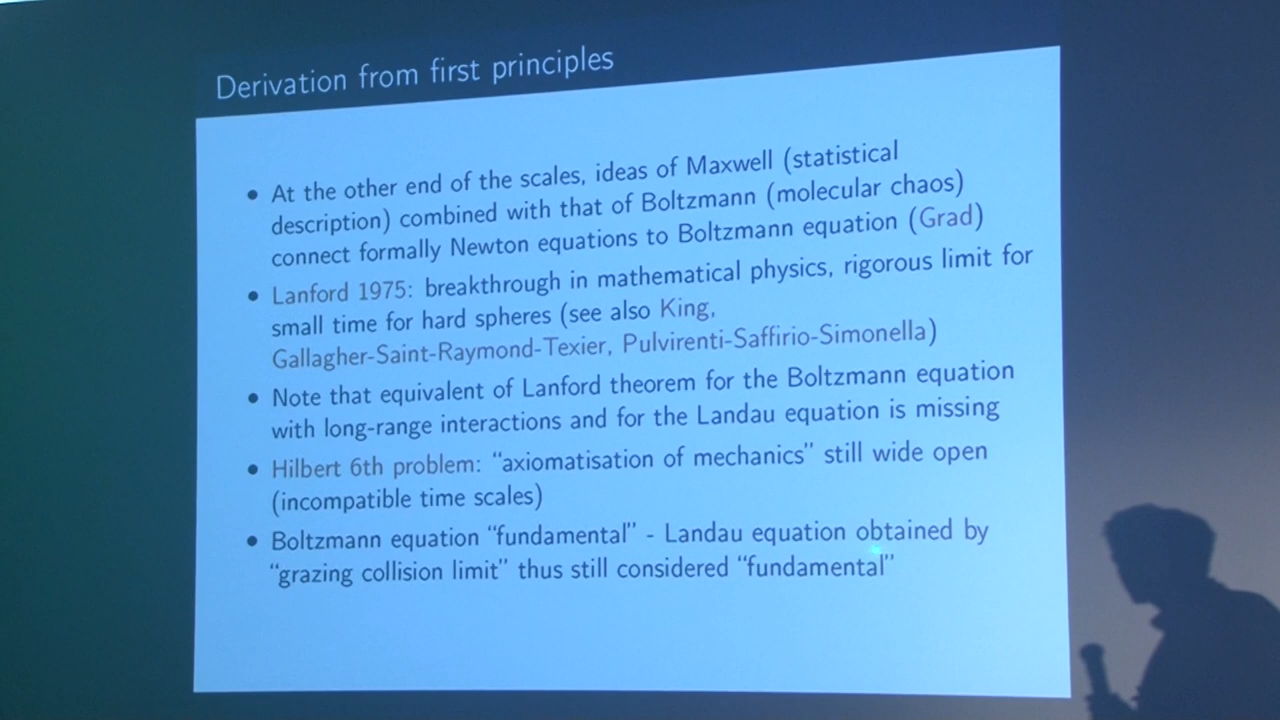 Derivation from first principles
• At the other end of the scales, ideas of Maxwell (statistical
description) combined with that of Boltzmann (molecular chaos)
connect formally Newton equations to Boltzmann equation (Grad)
• Lanford 1975: breakthrough in mathematical physics, rigorous limit for
small time for hard spheres (see also King,
Gallagher-Saint-Raymond-Texier, Pulvirenti-Saffirio-Simonella)
• Note that equivalent of Lanford theorem for the Boltzmann equation
with long-range interactions and for the Landau equation is missing
• Hilbert 6th problem: “axiomatisation of mechanics” still wide open
(incompatible time scales)
• Boltzmann equation “fundamental” - Landau equation obtained by
“grazing collision limit” thus still considered “fundamental”